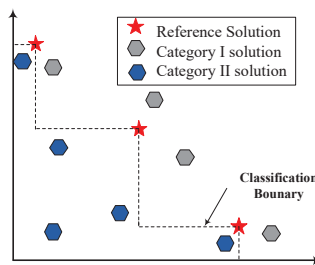 Reference Solution
Category I solution
Category II solution
Classification
Bounary